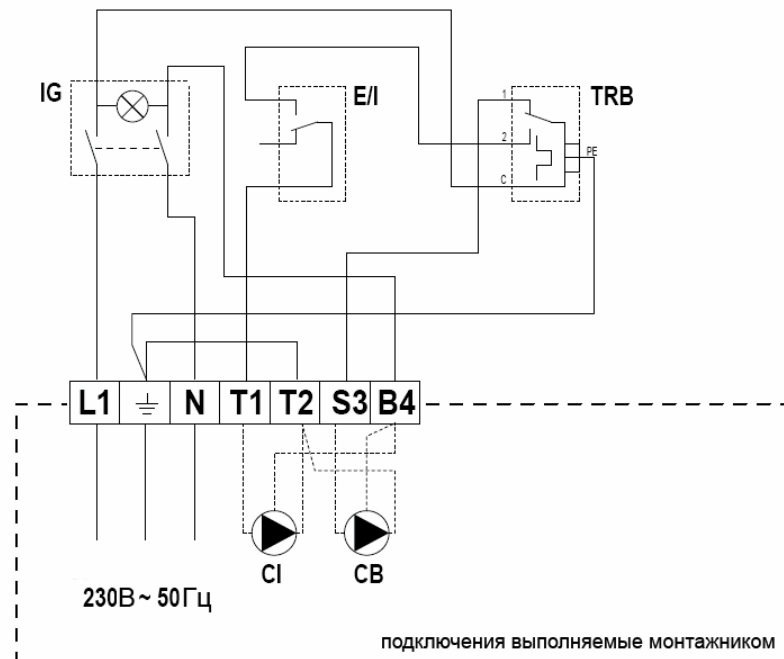 IG
E/I
TRB
1
2
C
PE
L1 N T1 T2 S3 B4
CI
CB
230В ~ 50Гц
подключения выполняемые монтажником